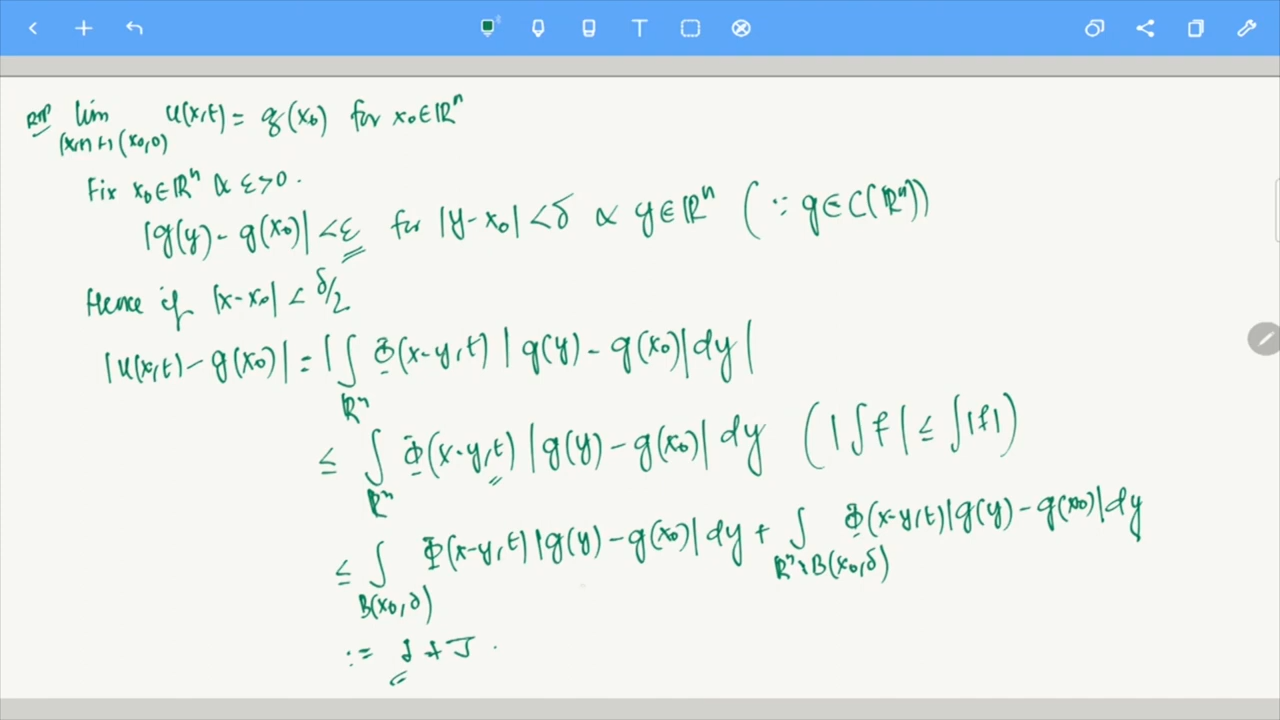 RTP lim u(x,t) = g(x₀) for x₀∈ℝⁿ
(x,t)→(x₀,0)
Fix x₀∈ℝⁿ & ε>0.
|g(y) - g(x₀)| < ε for |y-x₀| < δ & y∈ℝⁿ (∵ g∈C(ℝⁿ))
Hence if |x-x₀| < δ/2
|u(x,t) - g(x₀)| = |∫ Φ(x-y,t) |g(y) - g(x₀)| dy|
ℝⁿ
≤ ∫ Φ(x-y,t) |g(y) - g(x₀)| dy (|∫f| ≤ ∫|f|)
ℝⁿ
≤ ∫ Φ(x-y,t) |g(y) - g(x₀)| dy + ∫ Φ(x-y,t) |g(y) - g(x₀)| dy
B(x₀,δ) ℝⁿ∖B(x₀,δ)
:= I + J.
T